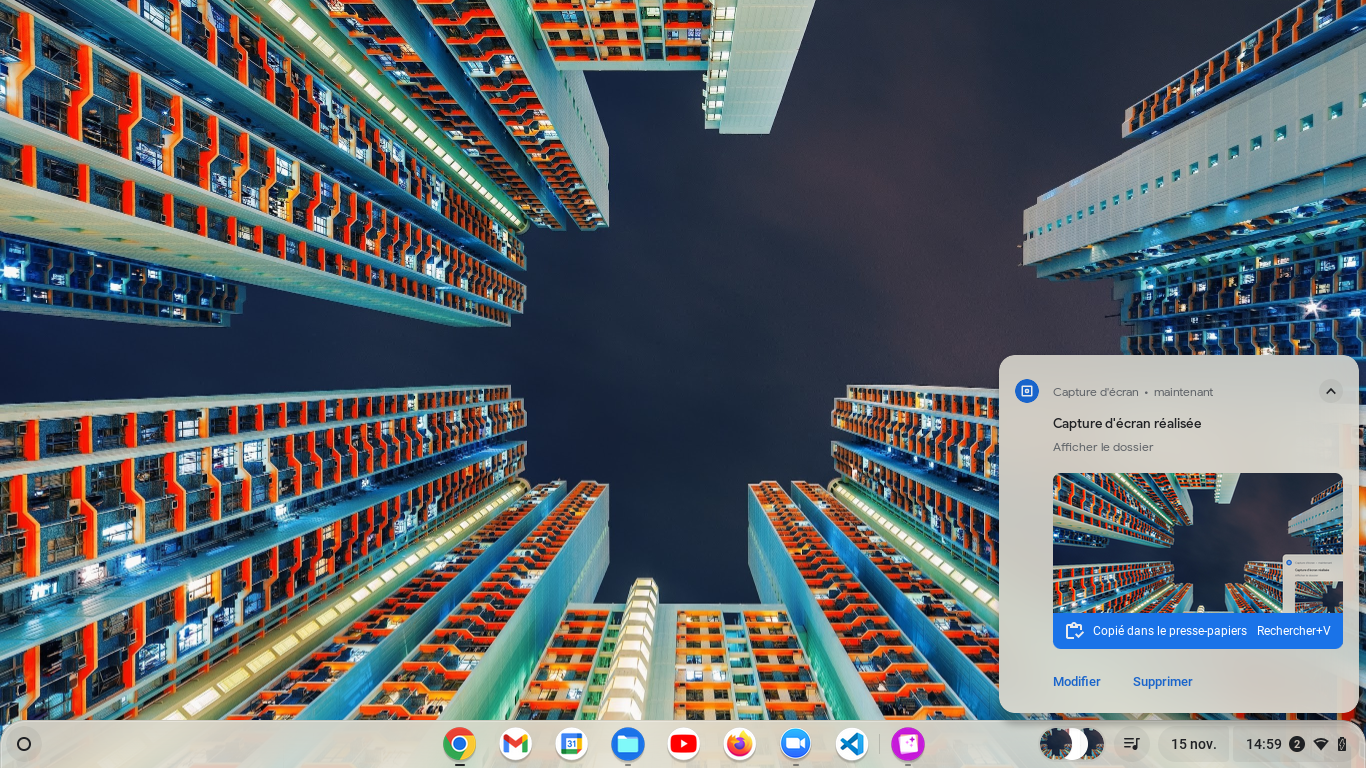 Capture d'écran • maintenant
Capture d'écran réalisée
Afficher le dossier
Copié dans le presse-papiers Rechercher+V
Modifier Supprimer
31
15 nov. 14:59 2